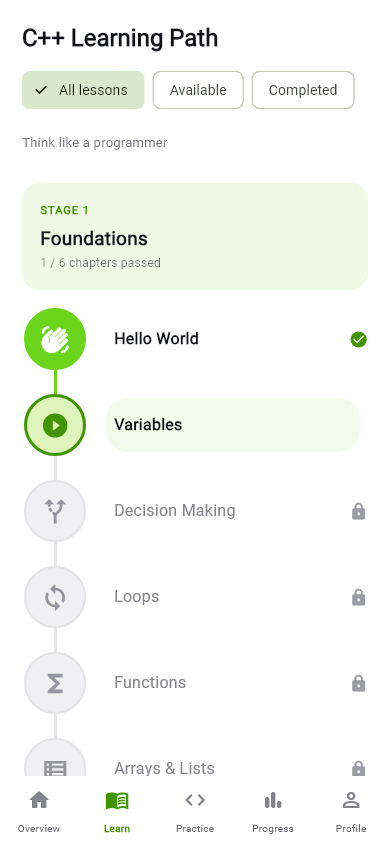 C++ Learning Path
All lessons
Available
Completed
Think like a programmer
STAGE 1
Foundations
1 / 6 chapters passed
Hello World
Variables
Decision Making
Loops
Functions
Arrays & Lists
Overview
Learn
Practice
Progress
Profile